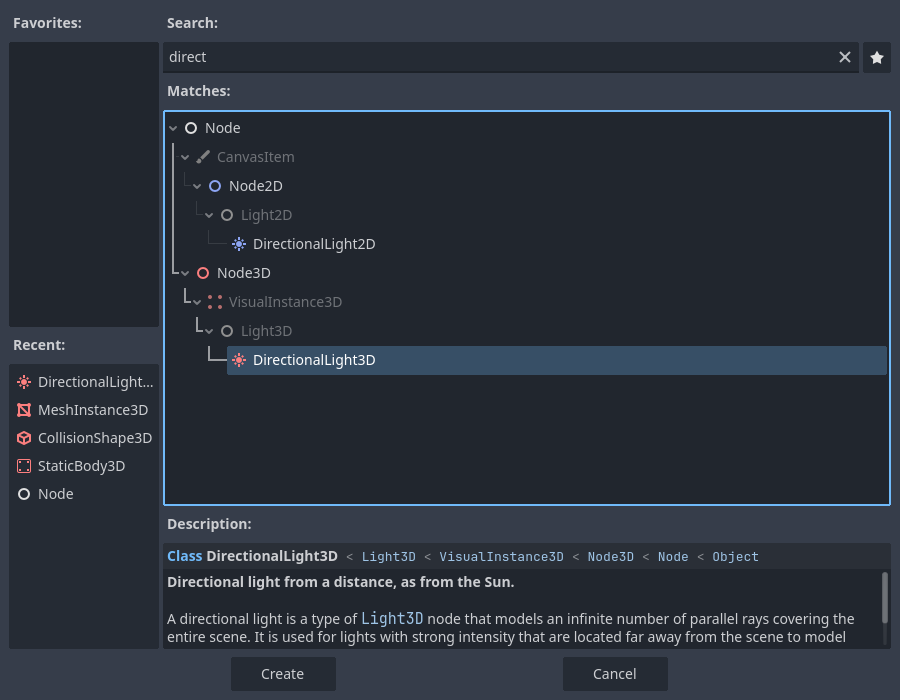 Favorites:
Search:
direct
Matches:
Node
CanvasItem
Node2D
Light2D
DirectionalLight2D
Node3D
VisualInstance3D
Light3D
DirectionalLight3D
Recent:
DirectionalLight...
MeshInstance3D
CollisionShape3D
StaticBody3D
Node
Description:
Class DirectionalLight3D < Light3D < VisualInstance3D < Node3D < Node < Object
Directional light from a distance, as from the Sun.
A directional light is a type of Light3D node that models an infinite number of parallel rays covering the
entire scene. It is used for lights with strong intensity that are located far away from the scene to model
Create
Cancel